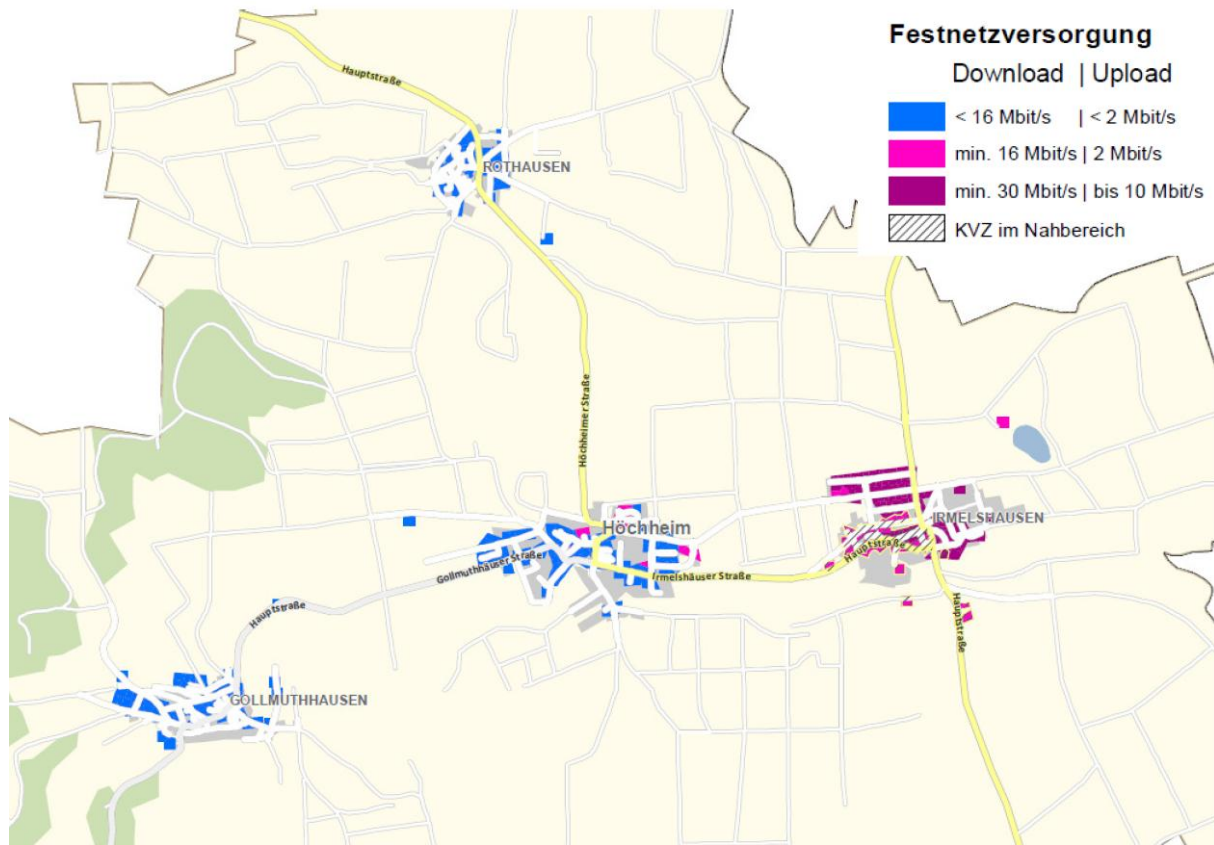 Festnetzversorgung
Download | Upload
< 16 Mbit/s | < 2 Mbit/s
min. 16 Mbit/s | 2 Mbit/s
min. 30 Mbit/s | bis 10 Mbit/s
KVZ im Nahbereich
Hauptstraße
ROTHAUSEN
Höchheimer Straße
Höchheim
IRMELSHAUSEN
Hauptstraße
Gollmuthhäuser Straßer
Irmelshäuser Straße
Hauptstraße
Hauptstraße
GOLLMUTHHAUSEN